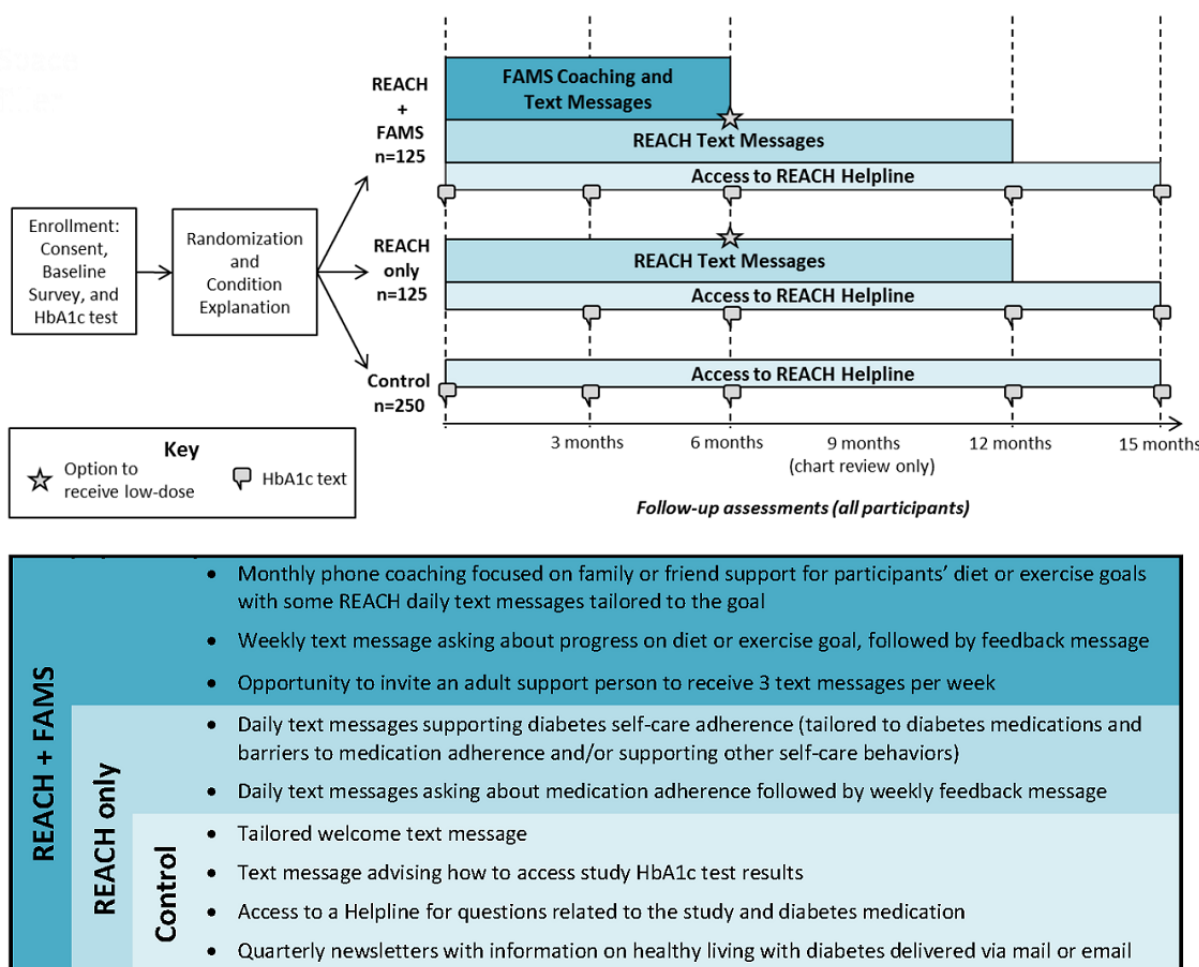 REACH
+
FAMS
n=125
FAMS Coaching and
Text Messages
REACH Text Messages
Access to REACH Helpline
Enrollment:
Consent,
Baseline
Survey, and
HbA1c test
Randomization
and
Condition
Explanation
REACH
only
n=125
REACH Text Messages
Access to REACH Helpline
Control
n=250
Access to REACH Helpline
3 months
6 months
9 months
(chart review only)
12 months
15 months
Follow-up assessments (all participants)
Key
Option to
receive low-dose
HbA1c text
REACH + FAMS
• Monthly phone coaching focused on family or friend support for participants’ diet or exercise goals
with some REACH daily text messages tailored to the goal
• Weekly text message asking about progress on diet or exercise goal, followed by feedback message
• Opportunity to invite an adult support person to receive 3 text messages per week
REACH only
• Daily text messages supporting diabetes self-care adherence (tailored to diabetes medications and
barriers to medication adherence and/or supporting other self-care behaviors)
• Daily text messages asking about medication adherence followed by weekly feedback message
Control
• Tailored welcome text message
• Text message advising how to access study HbA1c test results
• Access to a Helpline for questions related to the study and diabetes medication
• Quarterly newsletters with information on healthy living with diabetes delivered via mail or email